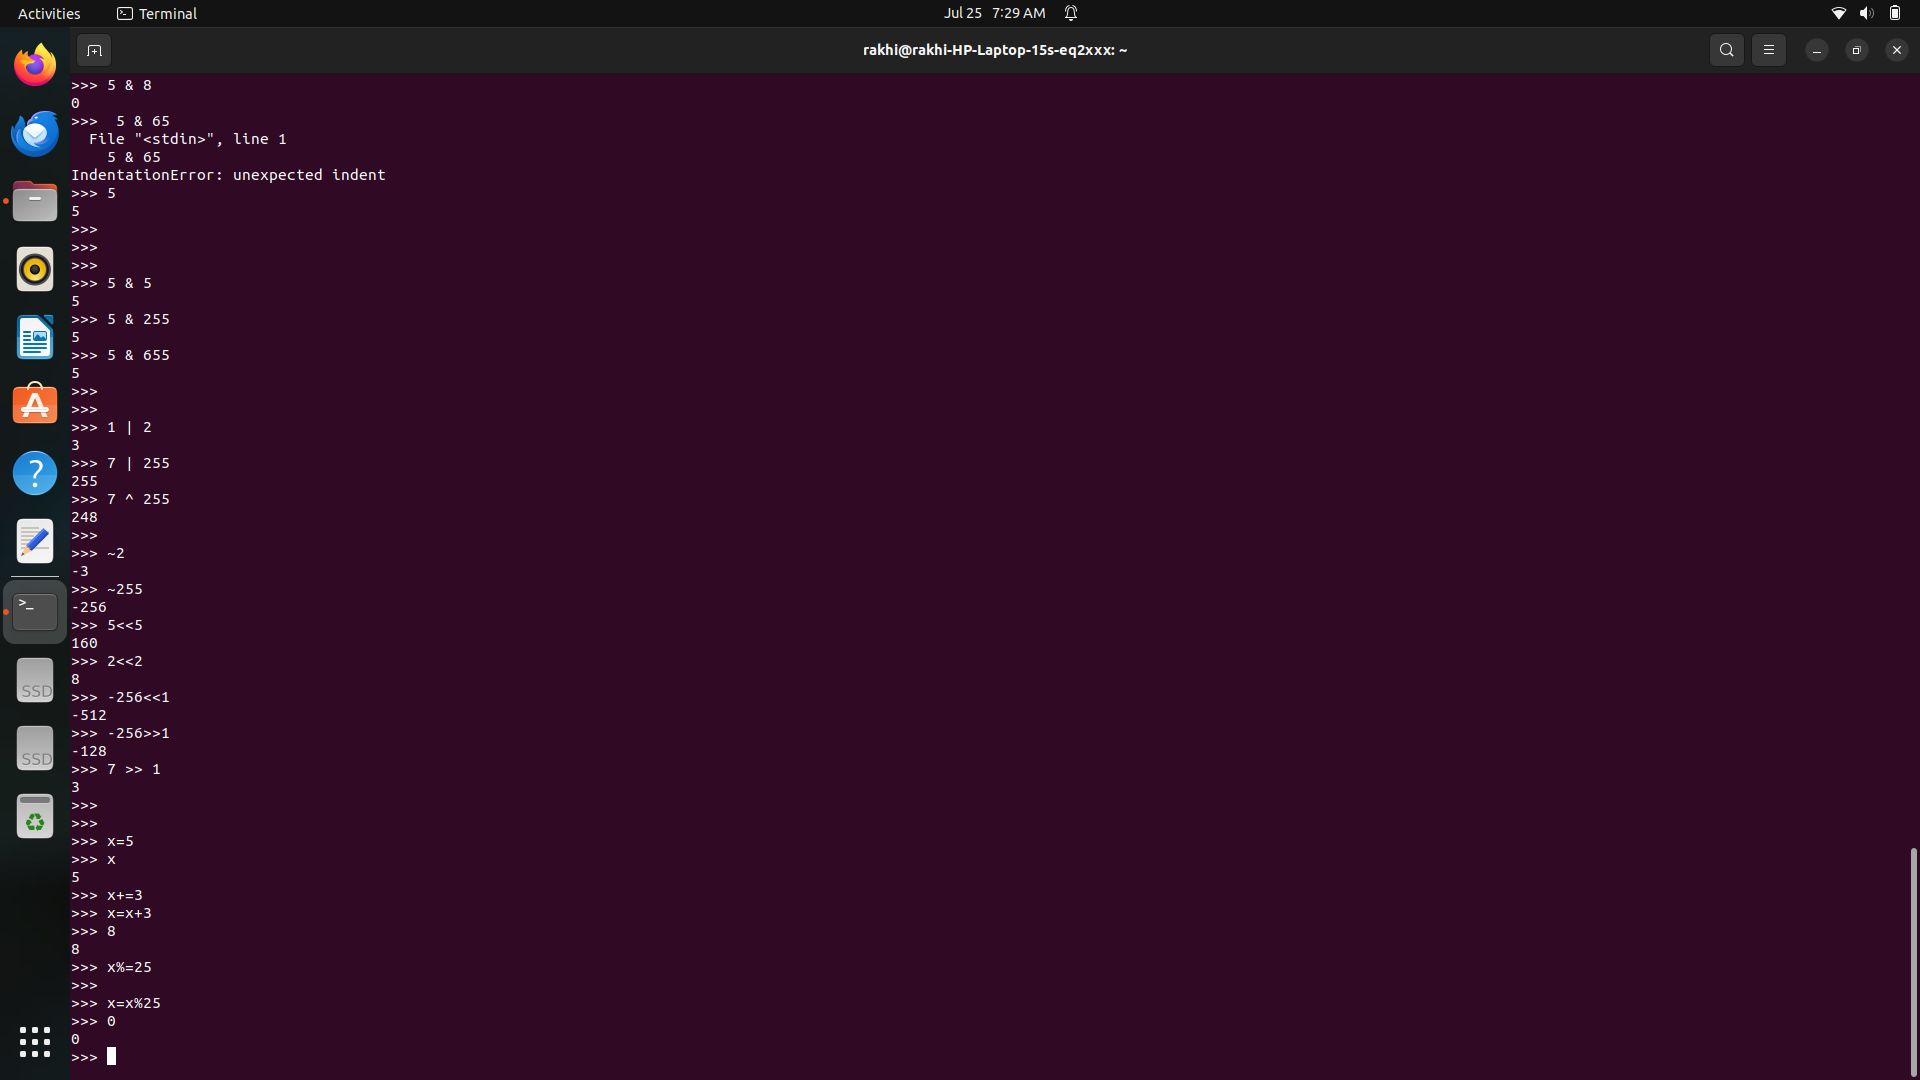 Activities
Terminal
Jul 25 7:29 AM
rakhi@rakhi-HP-Laptop-15s-eq2xxx: ~
>>> 5 & 8
0
>>>  5 & 65
  File "<stdin>", line 1
    5 & 65
IndentationError: unexpected indent
>>> 5
5
>>>
>>>
>>>
>>> 5 & 5
5
>>> 5 & 255
5
>>> 5 & 655
5
>>>
>>>
>>> 1 | 2
3
>>> 7 | 255
255
>>> 7 ^ 255
248
>>>
>>> ~2
-3
>>> ~255
-256
>>> 5<<5
160
>>> 2<<2
8
>>> -256<<1
-512
>>> -256>>1
-128
>>> 7 >> 1
3
>>>
>>>
>>> x=5
>>> x
5
>>> x+=3
>>> x=x+3
>>> 8
8
>>> x%=25
>>>
>>> x=x%25
>>> 0
0
>>>
SSD
SSD